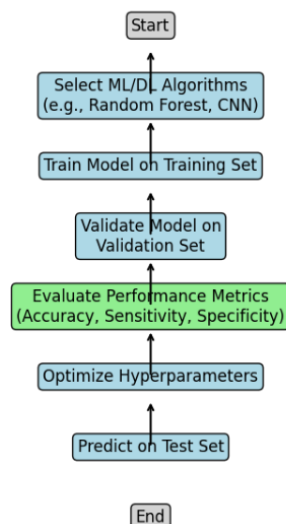 Start
Select ML/DL Algorithms
(e.g., Random Forest, CNN)
Train Model on Training Set
Validate Model on
Validation Set
Evaluate Performance Metrics
(Accuracy, Sensitivity, Specificity)
Optimize Hyperparameters
Predict on Test Set
End